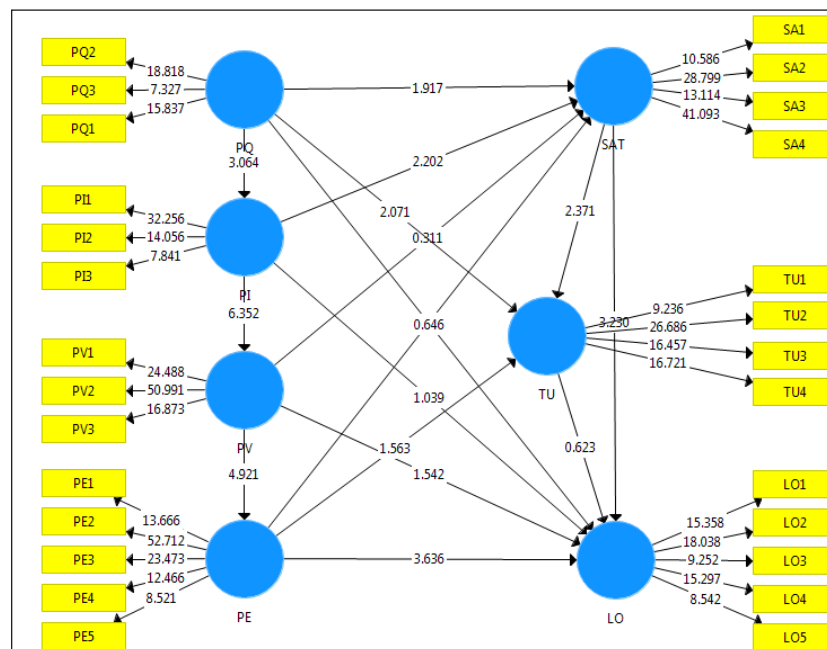 PQ2
PQ3
PQ1
18.818
7.327
15.837
PQ
3.064
1.917
SAT
SA1
SA2
SA3
SA4
10.586
28.799
13.114
41.093
PI1
PI2
PI3
32.256
14.056
7.841
PI
6.352
2.202
2.071
0.311
2.371
0.646
3.230
1.039
1.563
1.542
0.623
3.636
TU
TU1
TU2
TU3
TU4
9.236
26.686
16.457
16.721
PV1
PV2
PV3
24.488
50.991
16.873
PV
4.921
PE1
PE2
PE3
PE4
PE5
13.666
52.712
23.473
12.466
8.521
PE
LO
LO1
LO2
LO3
LO4
LO5
15.358
18.038
9.252
15.297
8.542